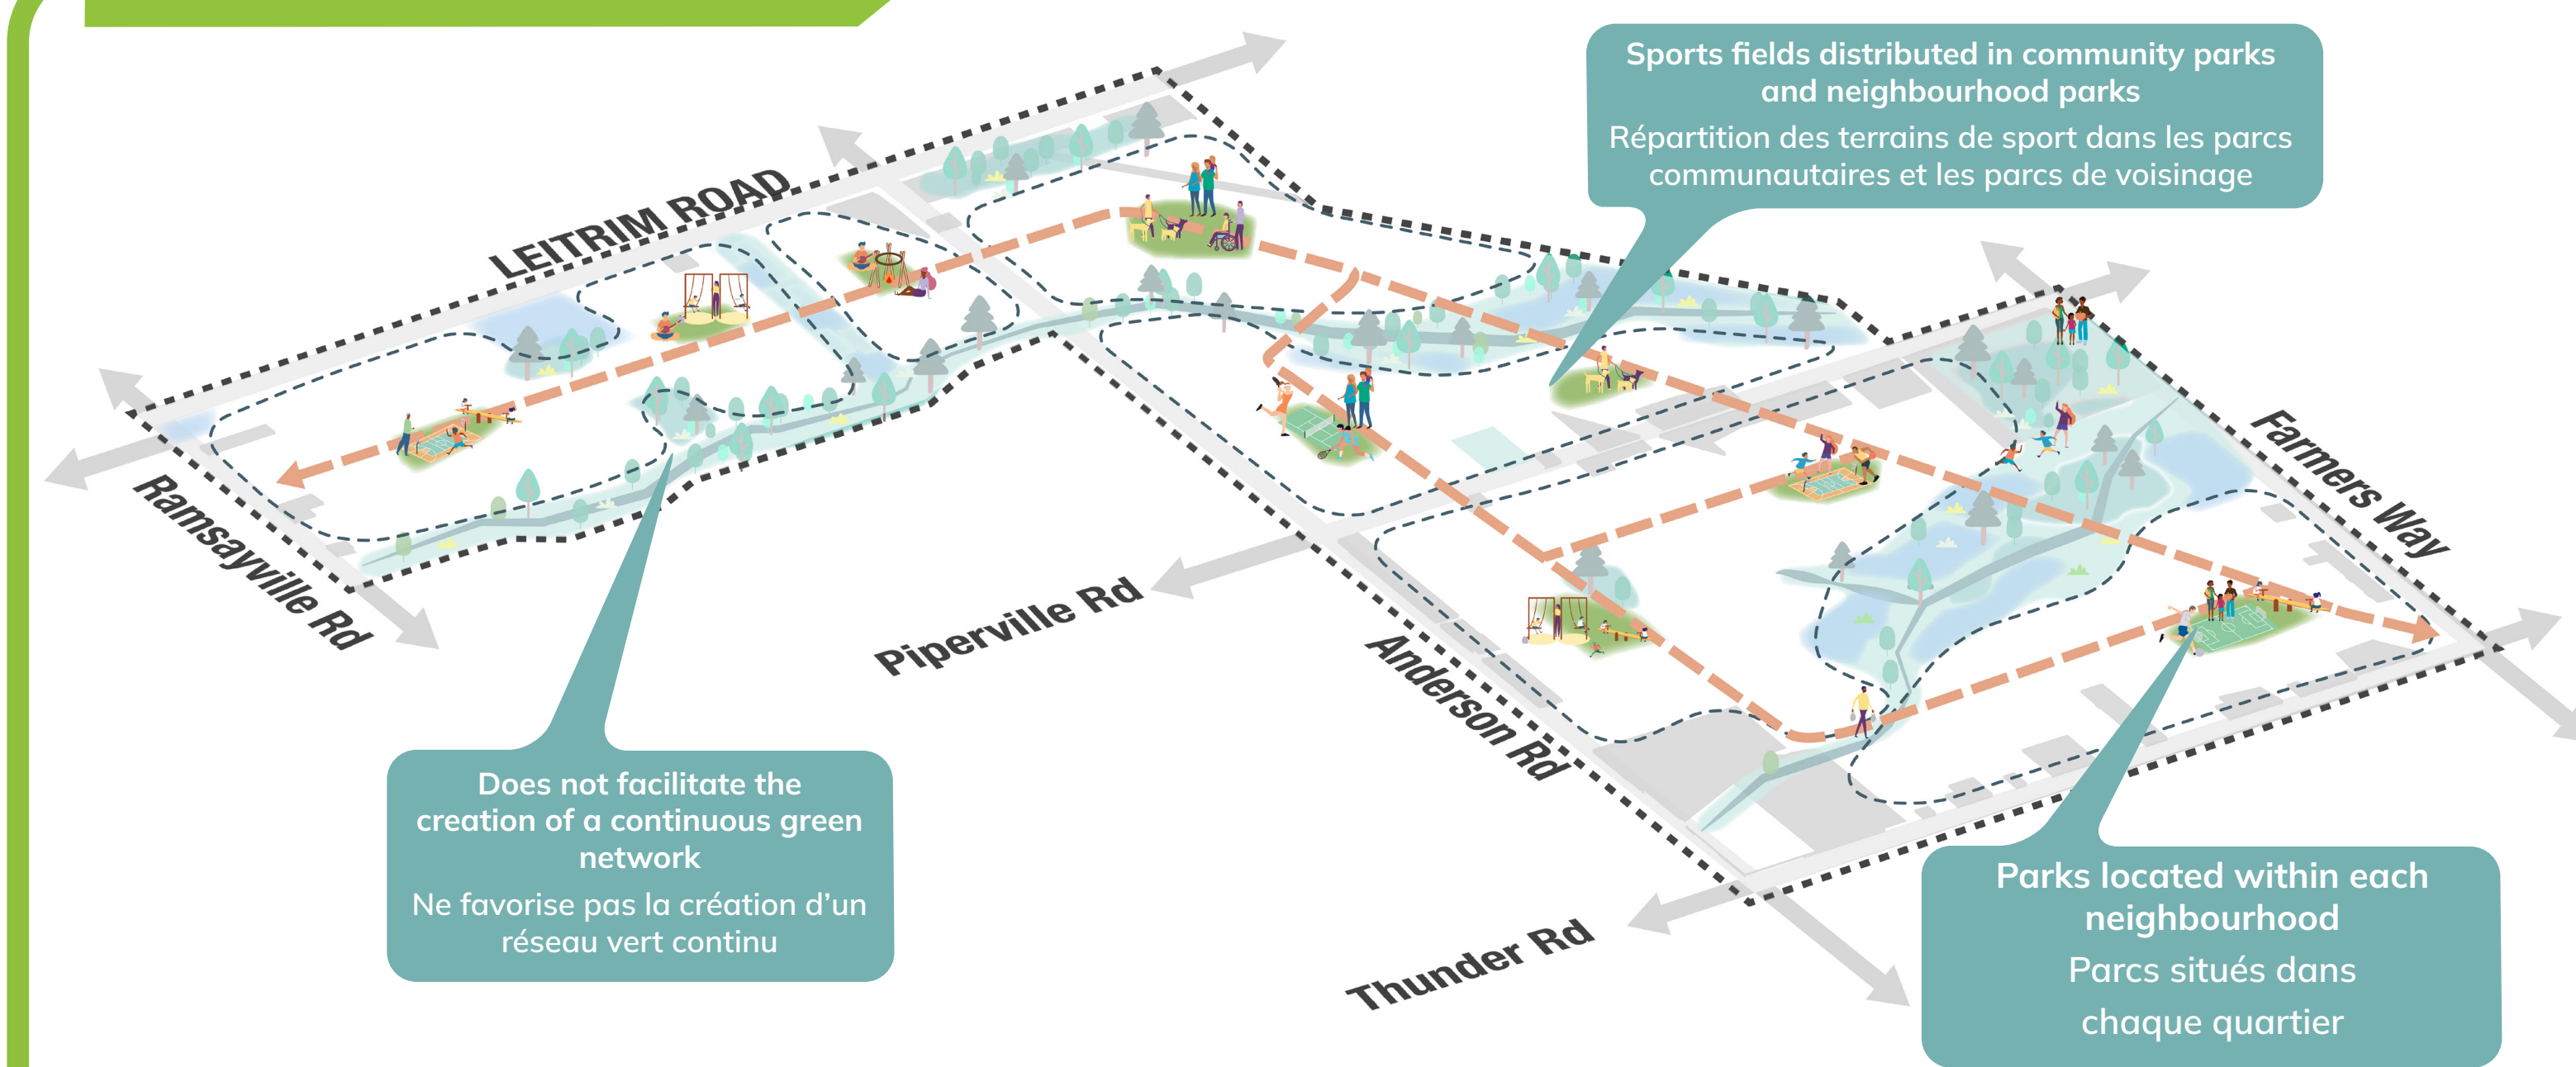 Sports fields distributed in community parks
and neighbourhood parks
Répartition des terrains de sport dans les parcs
communautaires et les parcs de voisinage
LEITRIM ROAD
Farmers Way
Ramsayville Rd
Piperville Rd
Anderson Rd
Does not facilitate the
creation of a continuous green
network
Ne favorise pas la création d'un
réseau vert continu
Thunder Rd
Parks located within each
neighbourhood
Parcs situés dans
chaque quartier